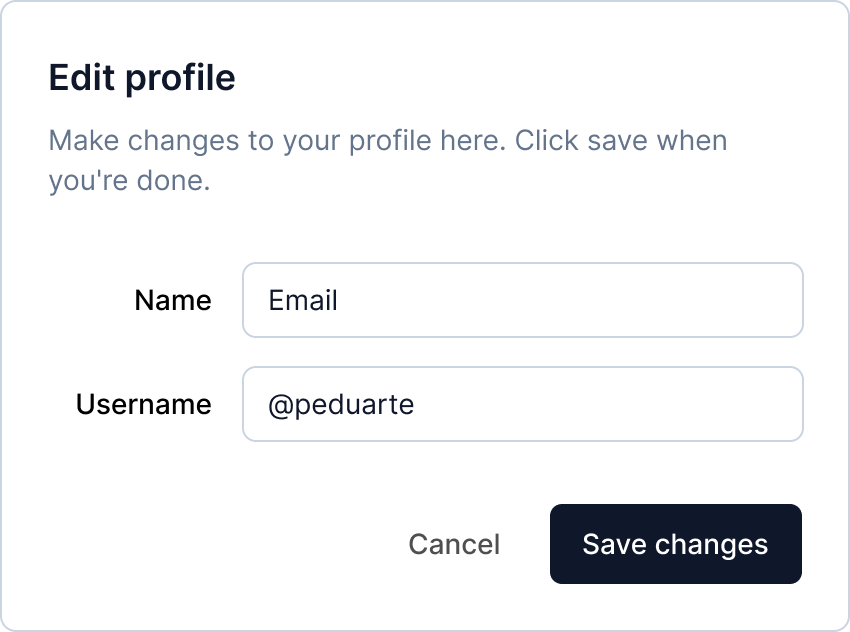 Edit profile
Make changes to your profile here. Click save when
you're done.
Name Email
Username @peduarte
Cancel Save changes